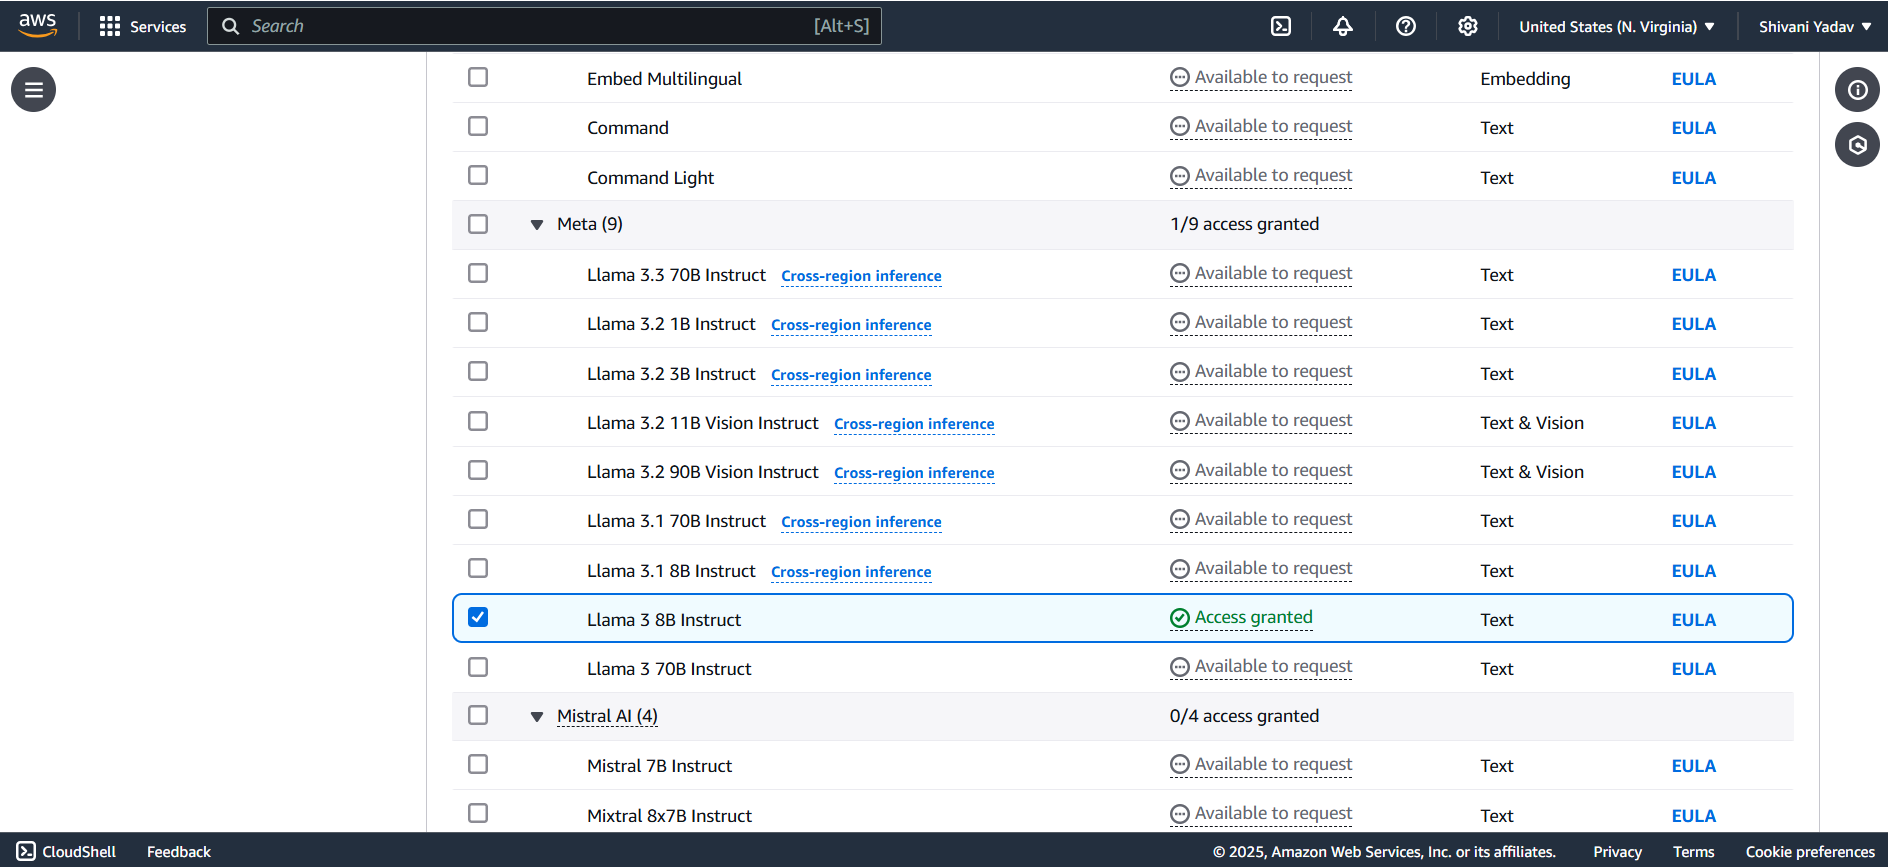 aws Services Search [Alt+S] United States (N. Virginia) Shivani Yadav
Embed Multilingual Available to request Embedding EULA
Command Available to request Text EULA
Command Light Available to request Text EULA
Meta (9) 1/9 access granted
Llama 3.3 70B Instruct Cross-region inference Available to request Text EULA
Llama 3.2 1B Instruct Cross-region inference Available to request Text EULA
Llama 3.2 3B Instruct Cross-region inference Available to request Text EULA
Llama 3.2 11B Vision Instruct Cross-region inference Available to request Text & Vision EULA
Llama 3.2 90B Vision Instruct Cross-region inference Available to request Text & Vision EULA
Llama 3.1 70B Instruct Cross-region inference Available to request Text EULA
Llama 3.1 8B Instruct Cross-region inference Available to request Text EULA
Llama 3 8B Instruct Access granted Text EULA
Llama 3 70B Instruct Available to request Text EULA
Mistral AI (4) 0/4 access granted
Mistral 7B Instruct Available to request Text EULA
Mixtral 8x7B Instruct Available to request Text EULA
CloudShell Feedback © 2025, Amazon Web Services, Inc. or its affiliates. Privacy Terms Cookie preferences